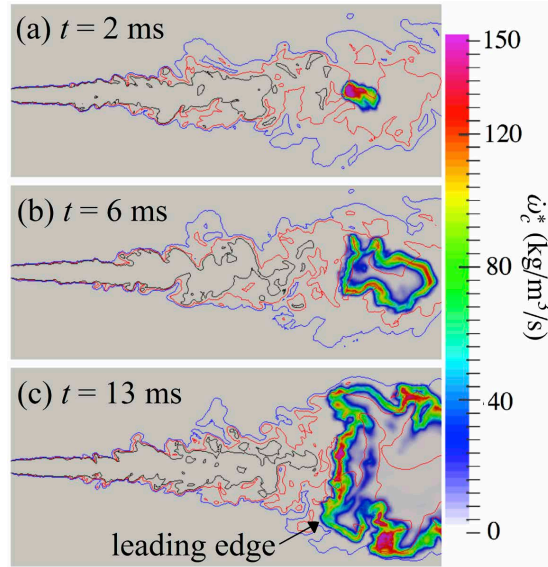 (a) t = 2 ms
(b) t = 6 ms
(c) t = 13 ms
leading edge
150
120
80
40
0
ω̇*c (kg/m³/s)